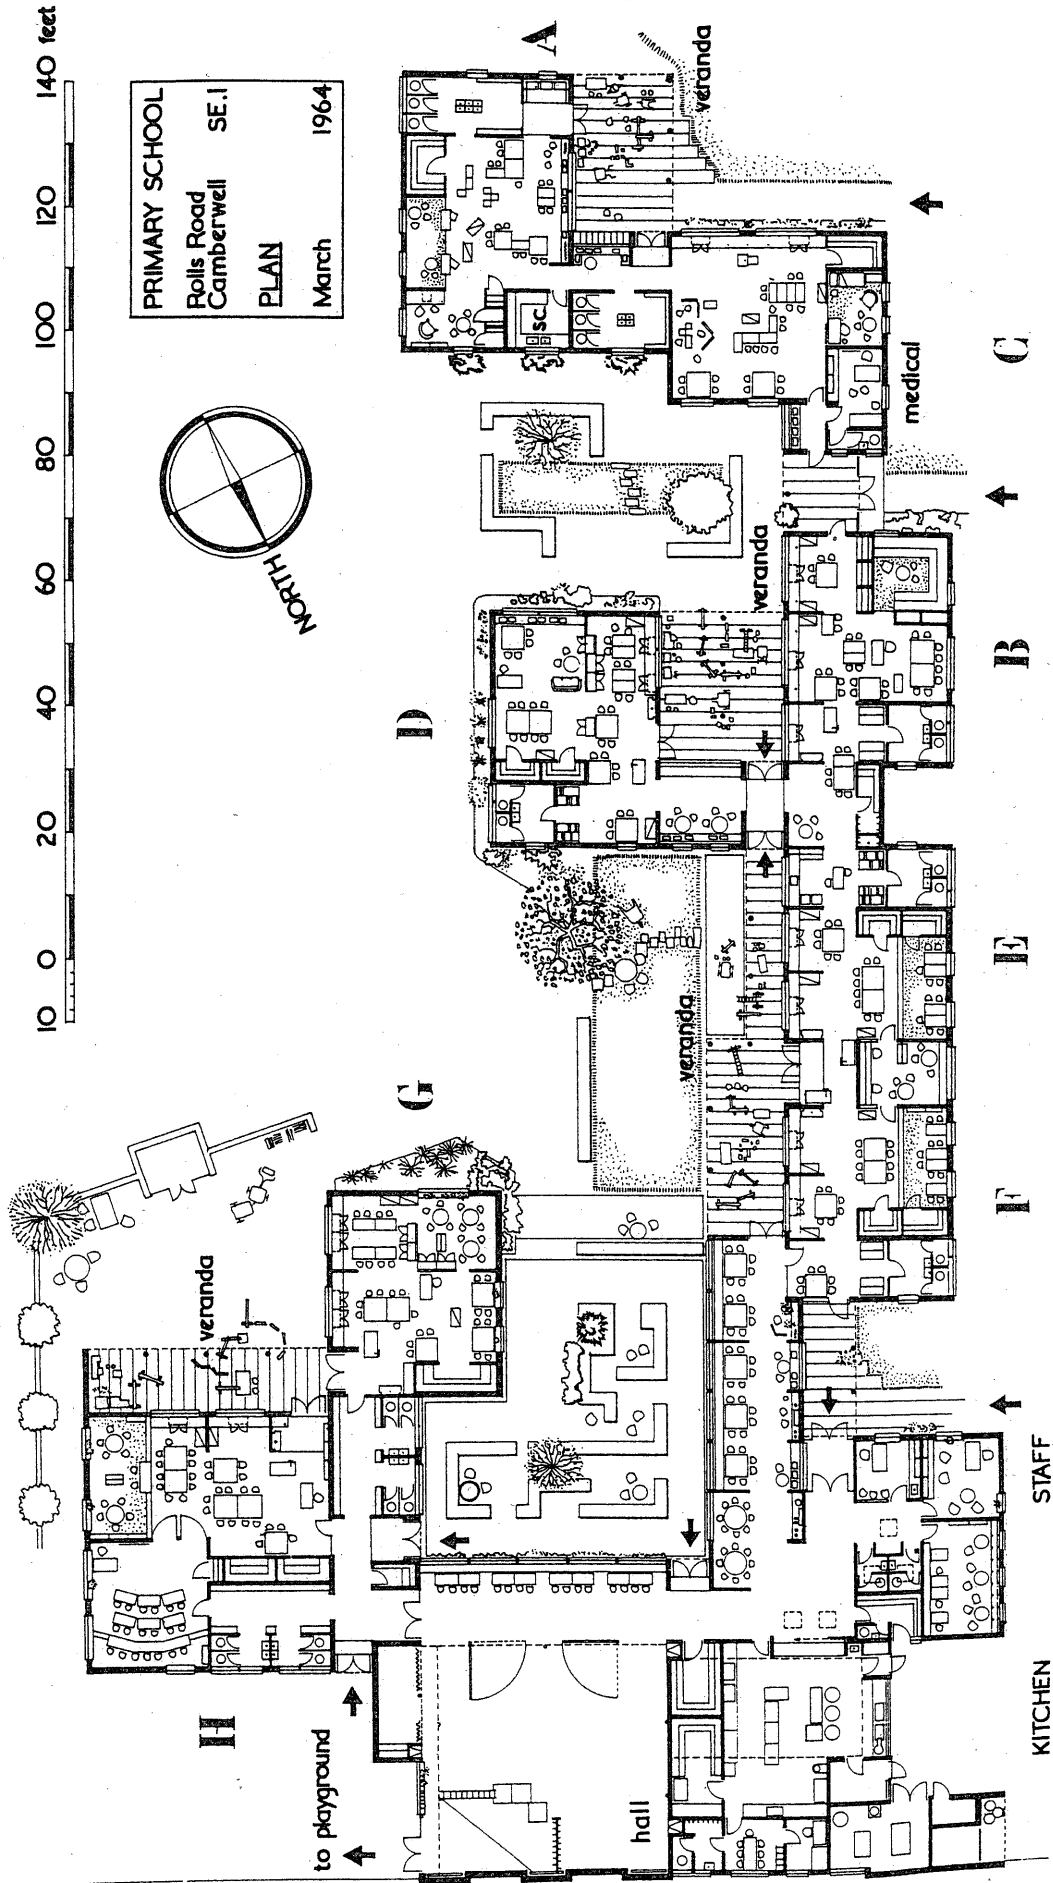 PRIMARY SCHOOL
Rolls Road SE.1
Camberwell
PLAN
March 1964
10 0 20 40 60 80 100 120 140 feet
NORTH
A
veranda
sc.
C
medical
veranda
B
D
E
veranda
G
F
veranda
H
to playground
hall
STAFF
KITCHEN